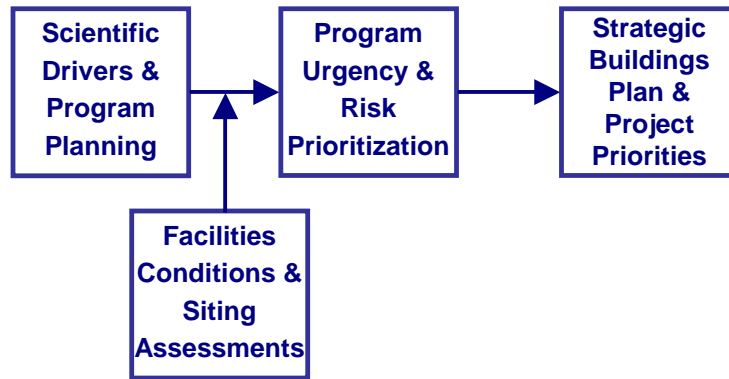 Scientific
Drivers &
Program
Planning
Program
Urgency &
Risk
Prioritization
Strategic
Buildings
Plan &
Project
Priorities
Facilities
Conditions &
Siting
Assessments